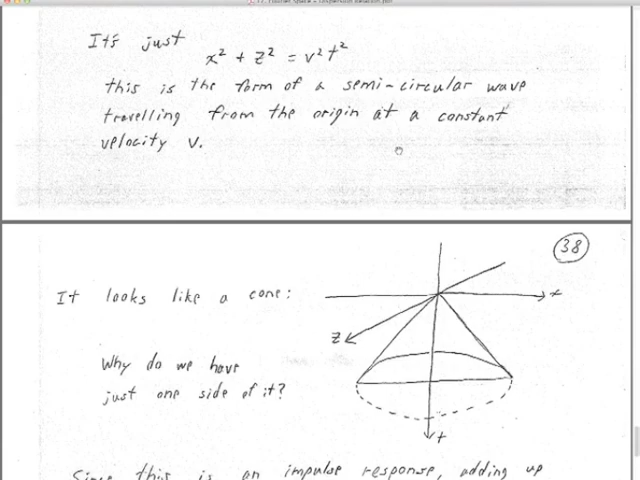 It's just
x² + z² = v²t²
this is the form of a semi-circular wave
travelling from the origin at a constant
velocity v.
38
It looks like a cone:
x
z
Why do we have
just one side of it?
t
Since this is an impulse response, adding up